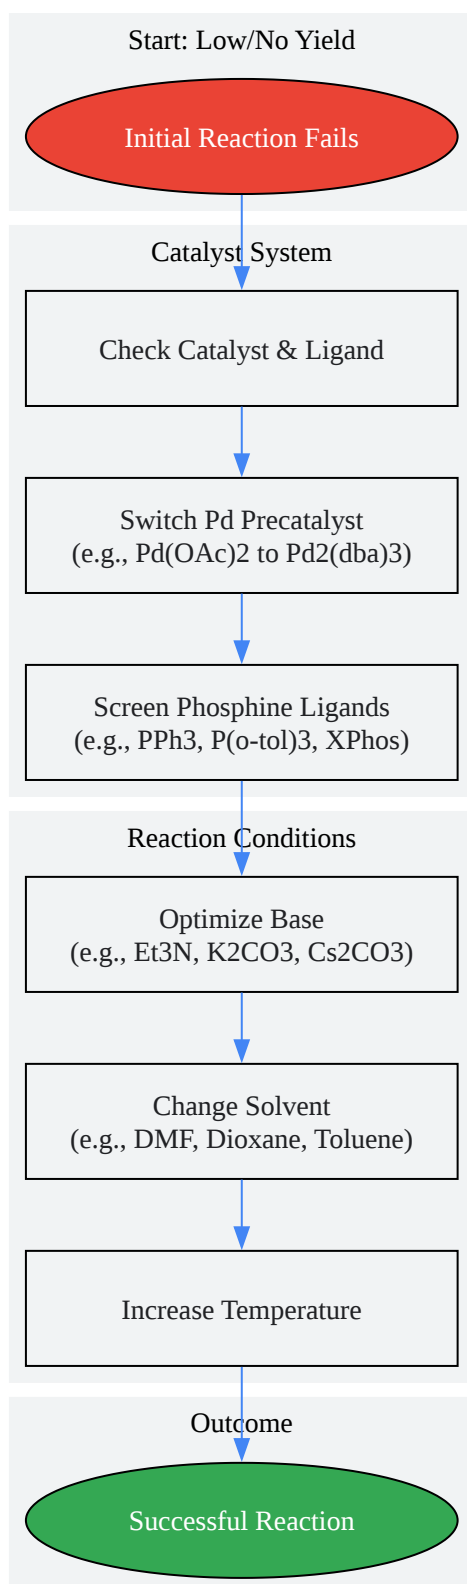 Start: Low/No Yield
Initial Reaction Fails
Catalyst System
Check Catalyst & Ligand
Switch Pd Precatalyst
(e.g., Pd(OAc)2 to Pd2(dba)3)
Screen Phosphine Ligands
(e.g., PPh3, P(o-tol)3, XPhos)
Reaction Conditions
Optimize Base
(e.g., Et3N, K2CO3, Cs2CO3)
Change Solvent
(e.g., DMF, Dioxane, Toluene)
Increase Temperature
Outcome
Successful Reaction